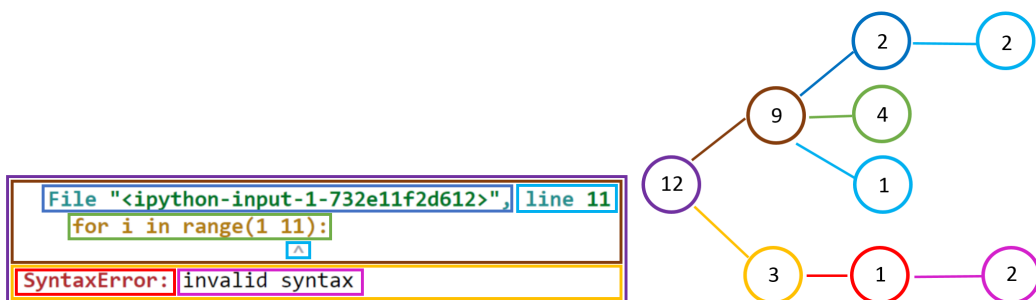 File "<ipython-input-1-732e11f2d612>", line 11
for i in range(1 11):
^
SyntaxError: invalid syntax
2 2
9 4
12 1
3 1 2